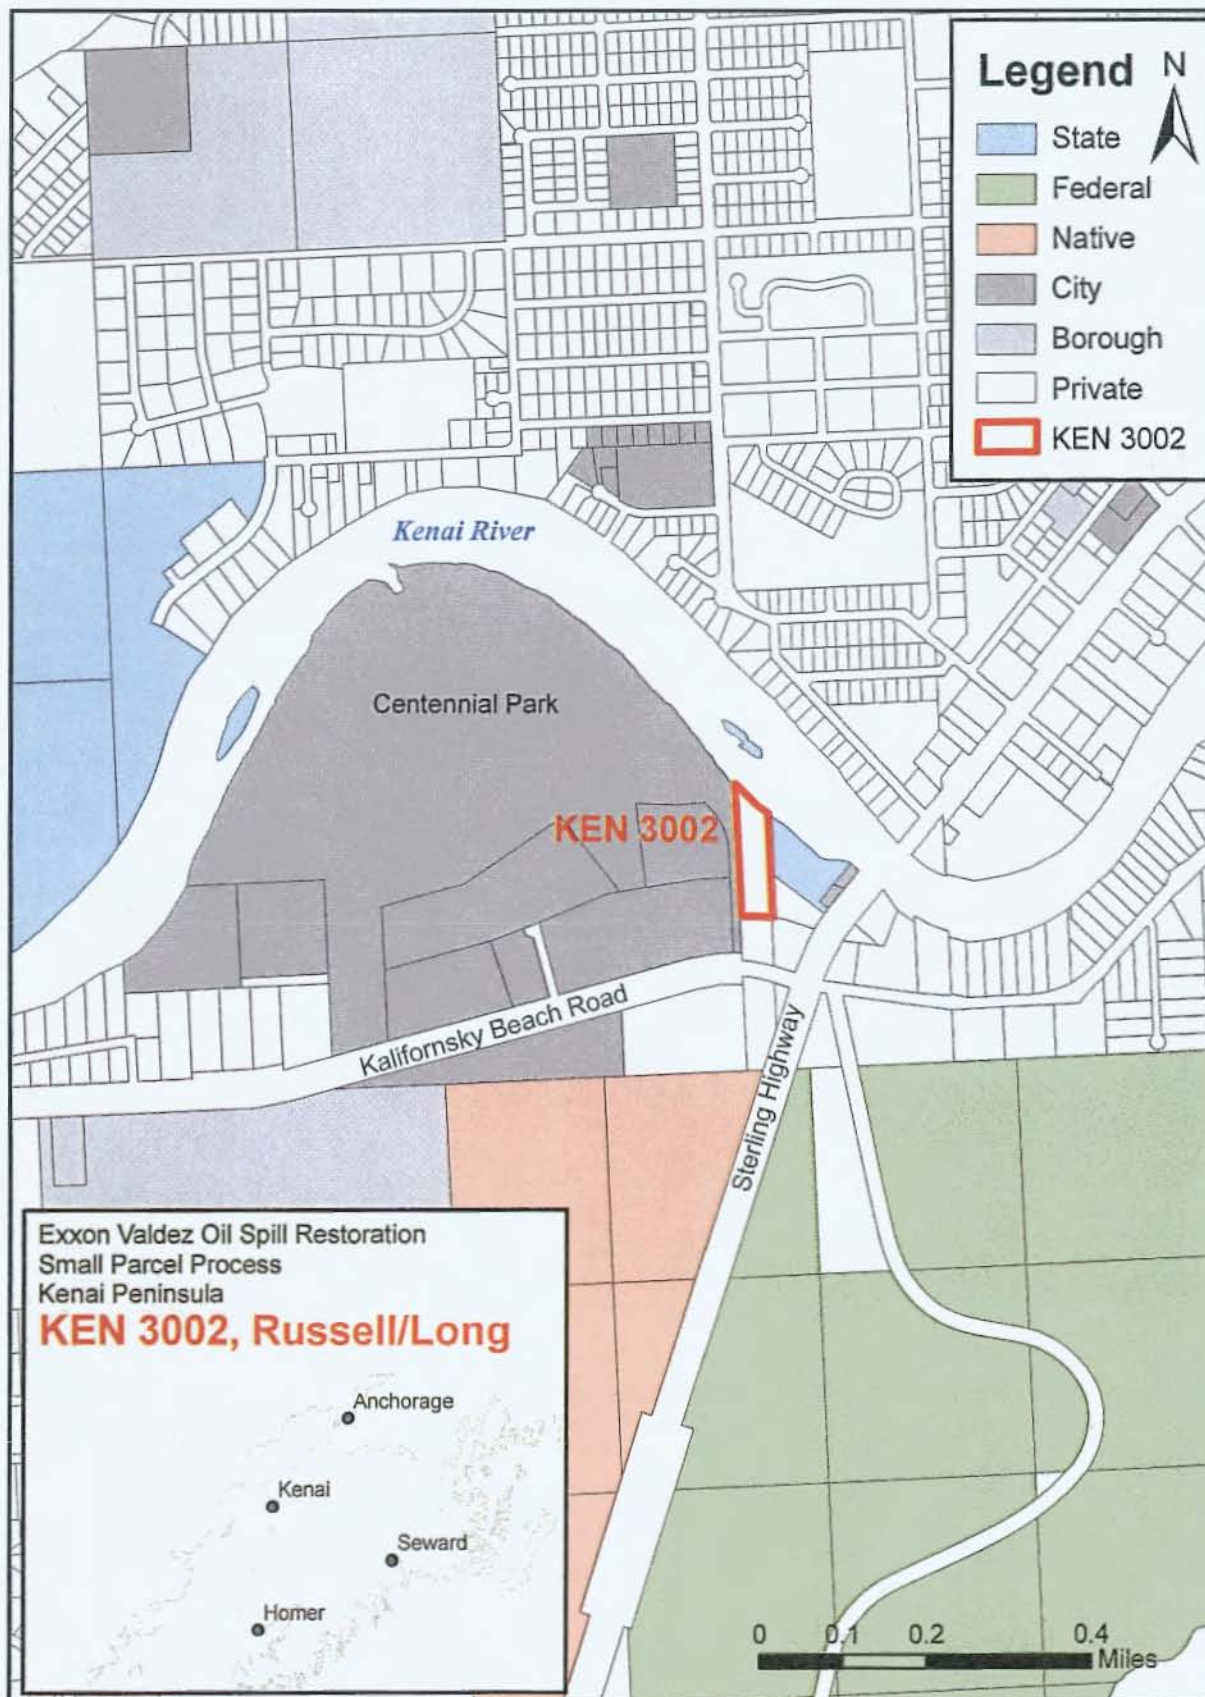 Legend
N
State
Federal
Native
City
Borough
Private
KEN 3002
Kenai River
Centennial Park
KEN 3002
Kalifornsky Beach Road
Sterling Highway
Exxon Valdez Oil Spill Restoration
Small Parcel Process
Kenai Peninsula
KEN 3002, Russell/Long
Anchorage
Kenai
Seward
Homer
0 0.1 0.2 0.4
Miles